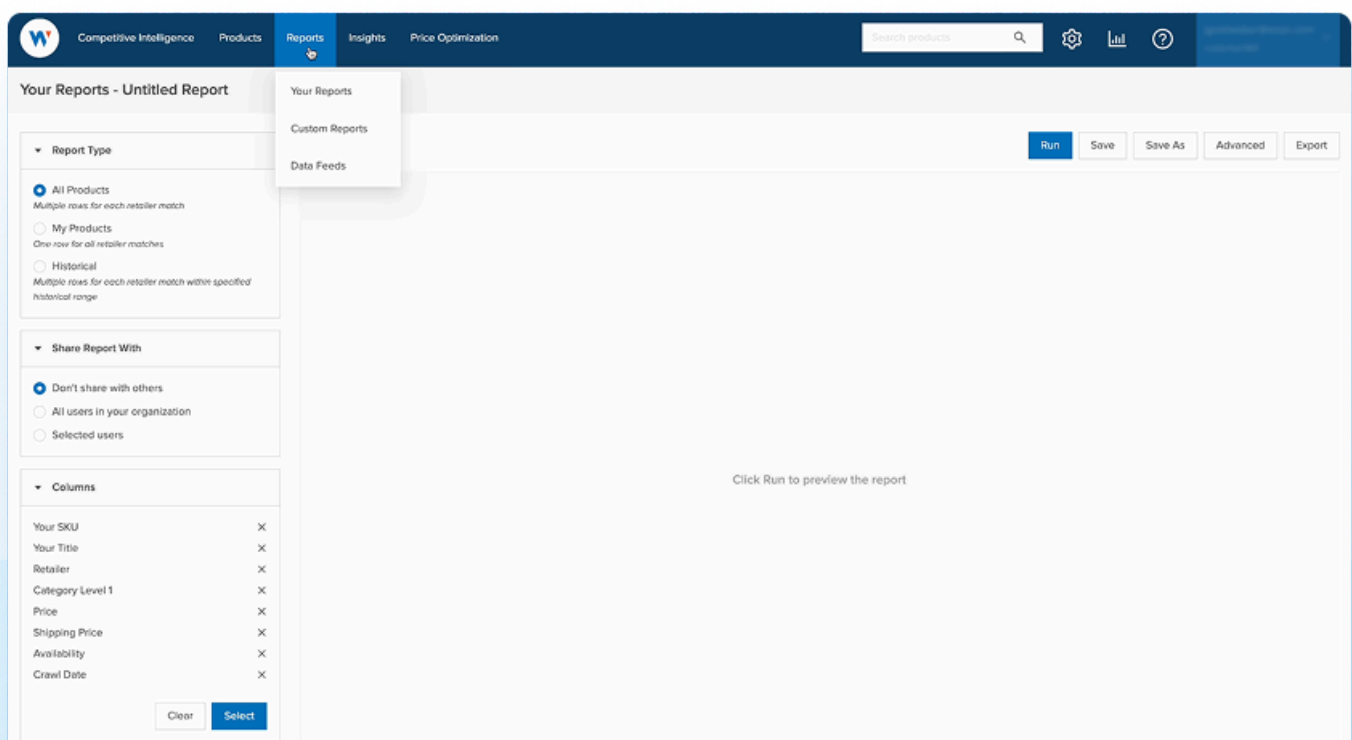 W
Competitive Intelligence Products Reports Insights Price Optimization Search products
Your Reports - Untitled Report
Your Reports
Custom Reports
Data Feeds
Run Save Save As Advanced Export
Report Type
All Products
Multiple rows for each retailer match
My Products
One row for all retailer matches
Historical
Multiple rows for each retailer match within specified
historical range
Share Report With
Don't share with others
All users in your organization
Selected users
Columns
Your SKU
Your Title
Retailer
Category Level 1
Price
Shipping Price
Availability
Crawl Date
Clear Select
Click Run to preview the report